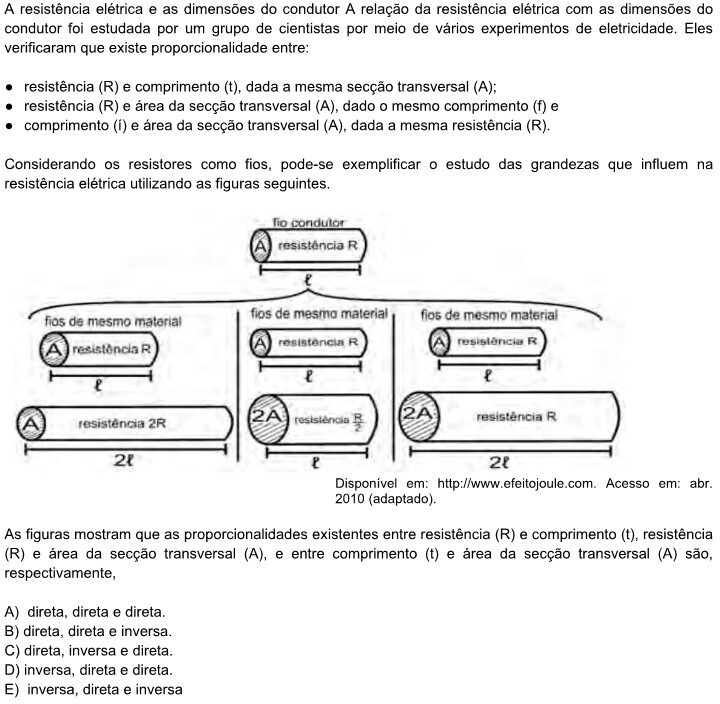 A resistência elétrica e as dimensões do condutor A relação da resistência elétrica com as dimensões do
condutor foi estudada por um grupo de cientistas por meio de vários experimentos de eletricidade. Eles
verificaram que existe proporcionalidade entre:
● resistência (R) e comprimento (t), dada a mesma secção transversal (A);
● resistência (R) e área da secção transversal (A), dado o mesmo comprimento (f) e
● comprimento (í) e área da secção transversal (A), dada a mesma resistência (R).
Considerando os resistores como fios, pode-se exemplificar o estudo das grandezas que influem na
resistência elétrica utilizando as figuras seguintes.
fio condutor
A resistência R
ℓ
fios de mesmo material
A resistência R
ℓ
A resistência 2R
2ℓ
fios de mesmo material
A resistência R
ℓ
2A resistência R/2
ℓ
fios de mesmo material
A resistência R
ℓ
2A resistência R
2ℓ
Disponível em: http://www.efeitojoule.com. Acesso em: abr.
2010 (adaptado).
As figuras mostram que as proporcionalidades existentes entre resistência (R) e comprimento (t), resistência
(R) e área da secção transversal (A), e entre comprimento (t) e área da secção transversal (A) são,
respectivamente,
A) direta, direta e direta.
B) direta, direta e inversa.
C) direta, inversa e direta.
D) inversa, direta e direta.
E) inversa, direta e inversa